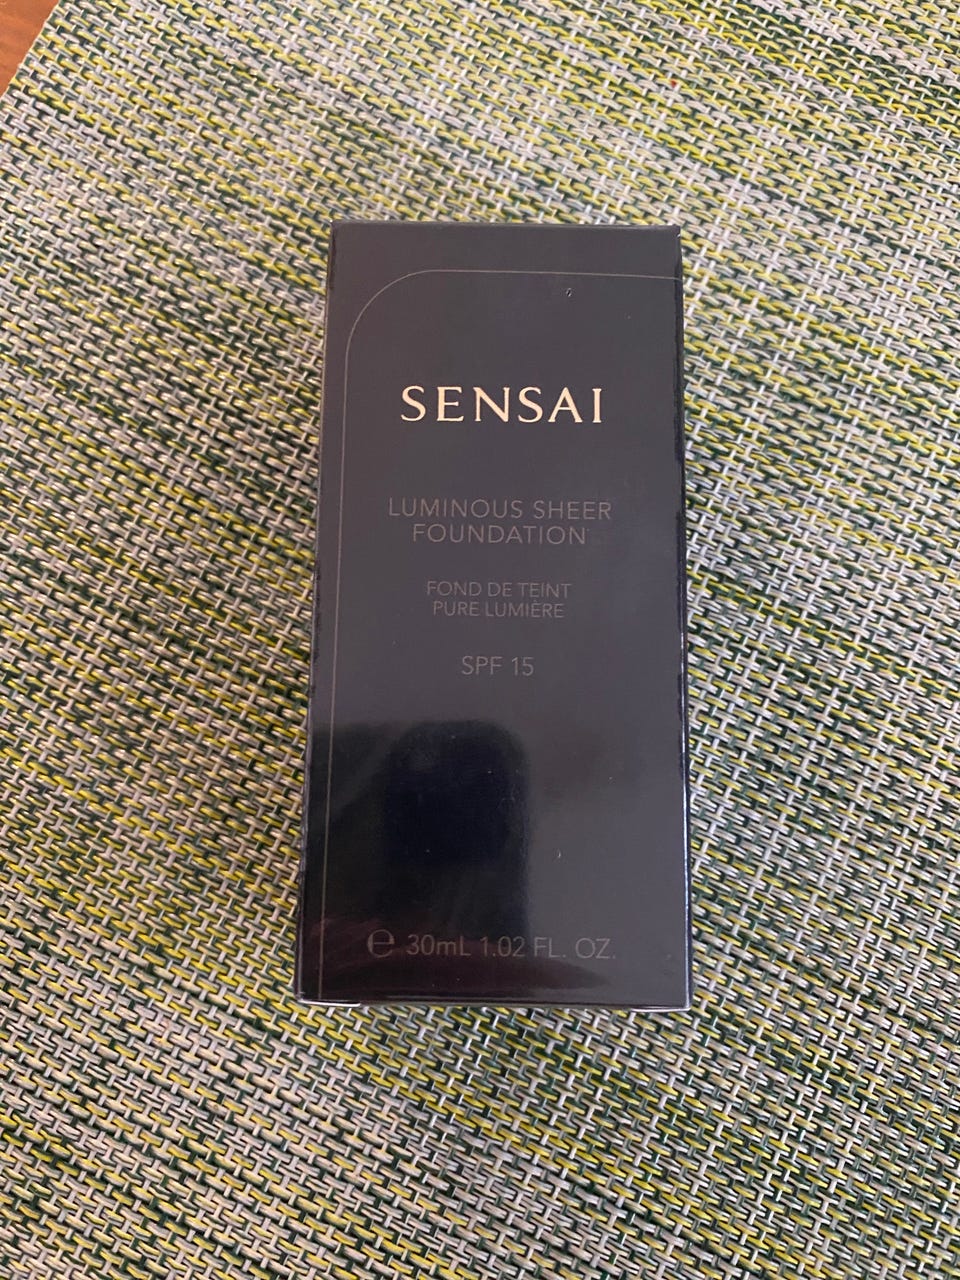 SENSAI
LUMINOUS SHEER
FOUNDATION
FOND DE TEINT
PURE LUMIÈRE
SPF 15
℮ 30mL 1.02 FL. OZ.